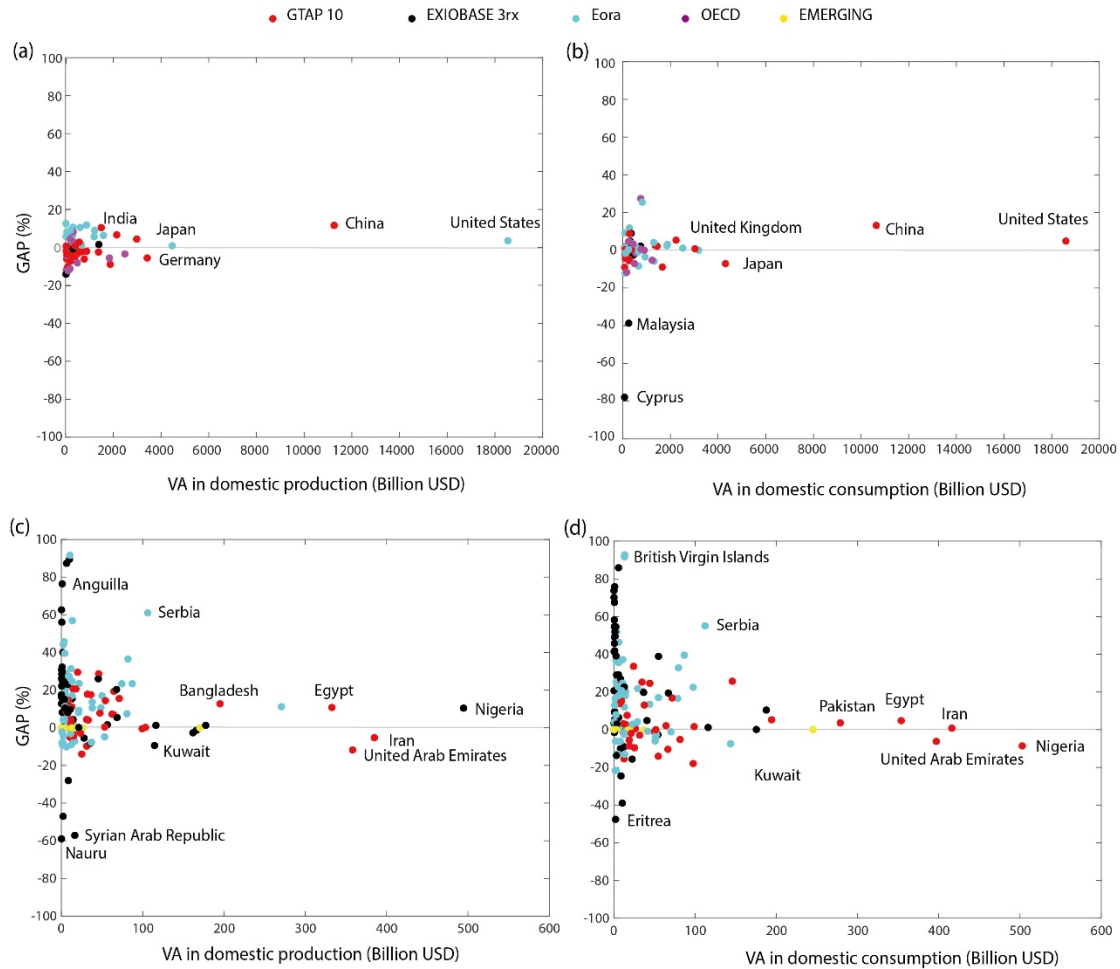 GTAP 10 EXIOBASE 3rx Eora OECD EMERGING
(a)
100
80
60
40
20
0
-20
-40
-60
-80
-100
GAP (%)
India
Japan
Germany
China
United States
0 2000 4000 6000 8000 10000 12000 14000 16000 18000 20000
VA in domestic production (Billion USD)
(b)
100
80
60
40
20
0
-20
-40
-60
-80
-100
United Kingdom
Japan
China
United States
Malaysia
Cyprus
0 2000 4000 6000 8000 10000 12000 14000 16000 18000 20000
VA in domestic consumption (Billion USD)
(c)
100
80
60
40
20
0
-20
-40
-60
-80
-100
GAP (%)
Anguilla
Serbia
Bangladesh
Egypt
Nigeria
Kuwait
Iran
United Arab Emirates
Syrian Arab Republic
Nauru
0 100 200 300 400 500 600
VA in domestic production (Billion USD)
(d)
100
80
60
40
20
0
-20
-40
-60
-80
-100
British Virgin Islands
Serbia
Pakistan
Egypt
Iran
United Arab Emirates
Nigeria
Kuwait
Eritrea
0 100 200 300 400 500 600
VA in domestic consumption (Billion USD)